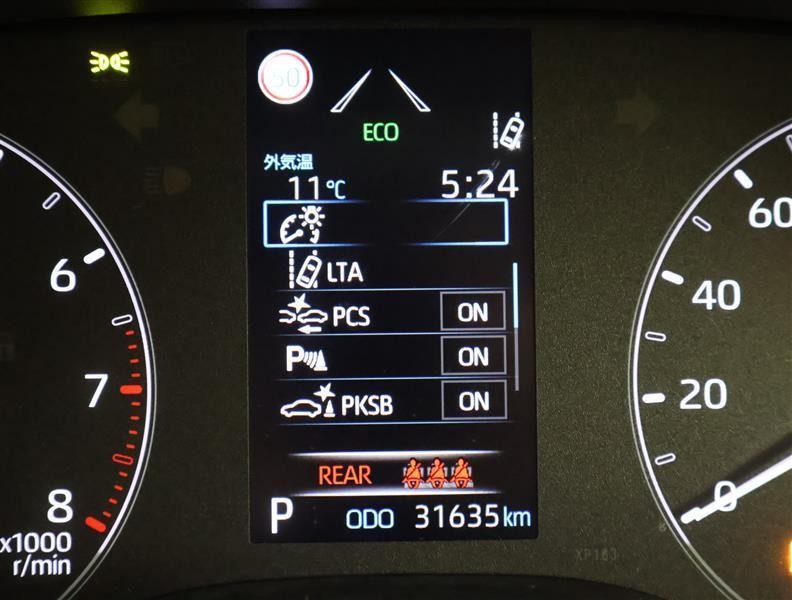 50
ECO
外気温
11℃ 5:24
LTA
PCS ON
P ON
PKSB ON
REAR
P ODO 31635km
6
7
8
x1000
r/min
60
40
20
0
XP163